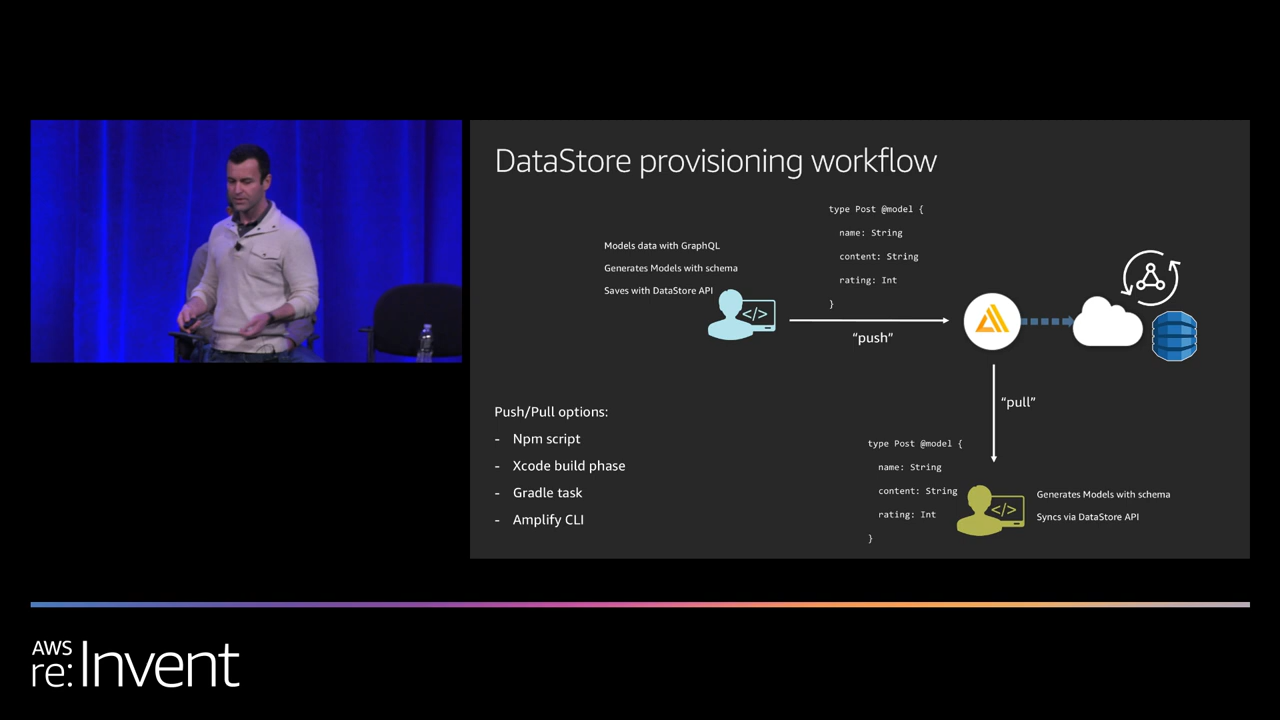 DataStore provisioning workflow
type Post @model {
name: String
content: String
rating: Int
}
Models data with GraphQL
Generates Models with schema
Saves with DataStore API
</>
"push"
"pull"
Push/Pull options:
- Npm script
- Xcode build phase
- Gradle task
- Amplify CLI
type Post @model {
name: String
content: String
rating: Int
}
</>
Generates Models with schema
Syncs via DataStore API
AWS
re:Invent